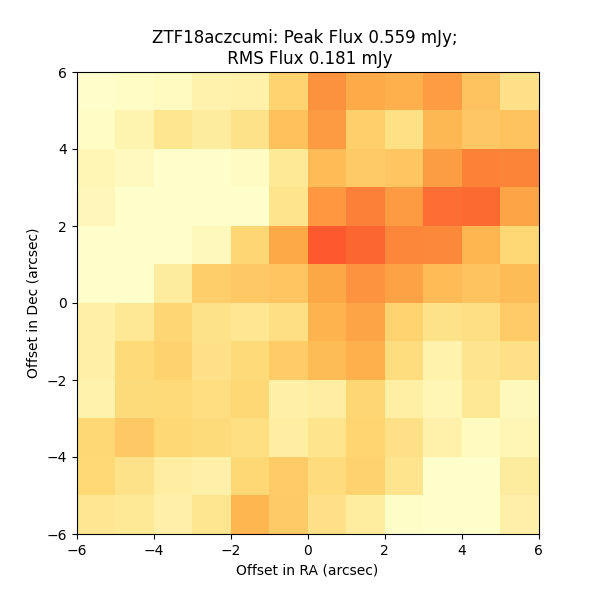 ZTF18aczcumi: Peak Flux 0.559 mJy;
RMS Flux 0.181 mJy
6
4
2
0
−2
−4
−6
Offset in Dec (arcsec)
−6 −4 −2 0 2 4 6
Offset in RA (arcsec)